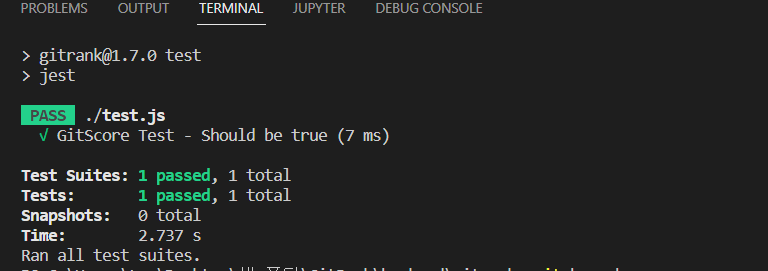 PROBLEMS OUTPUT TERMINAL JUPYTER DEBUG CONSOLE
> gitrank@1.7.0 test
> jest
PASS ./test.js
√ GitScore Test - Should be true (7 ms)
Test Suites: 1 passed, 1 total
Tests: 1 passed, 1 total
Snapshots: 0 total
Time: 2.737 s
Ran all test suites.